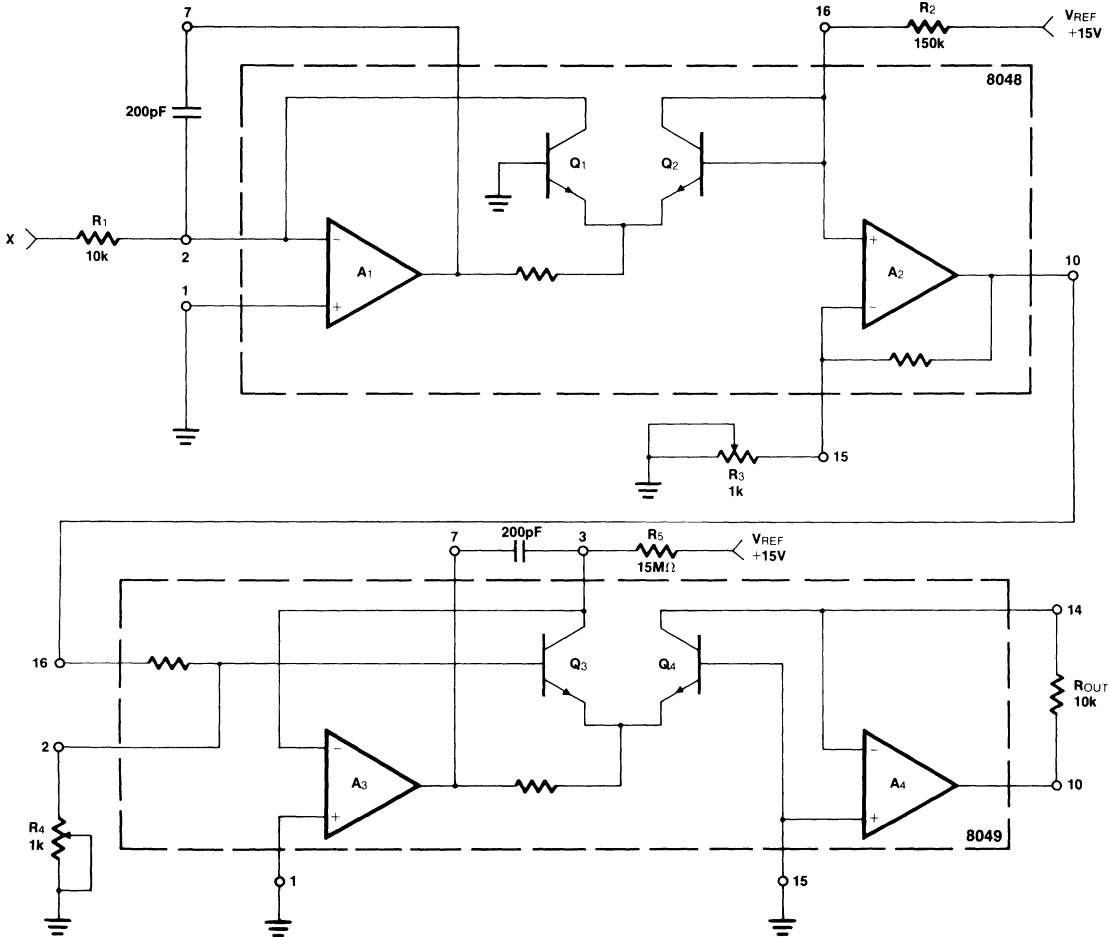 7
16
R2
150k
VREF
+15V
8048
200pF
Q1
Q2
X
R1
10k
2
−
A1
+
1
+
A2
−
10
R3
1k
15
7
200pF
3
R5
15MΩ
VREF
+15V
14
16
Q3
Q4
ROUT
10k
2
−
A3
+
−
A4
+
10
R4
1k
8049
1
15